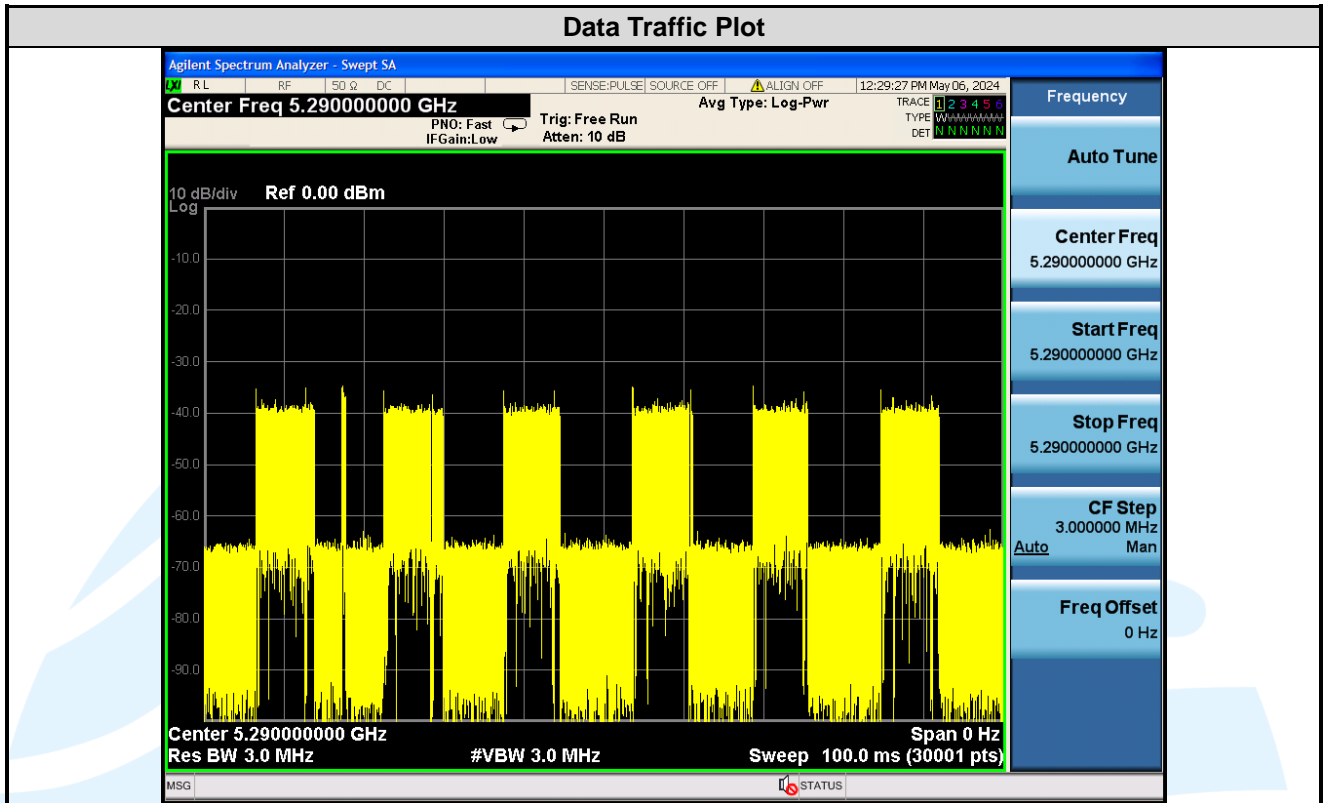 Data Traffic Plot
Agilent Spectrum Analyzer - Swept SA
LXI RL RF 50 Ω DC SENSE:PULSE SOURCE OFF ALIGN OFF 12:29:27 PM May 06, 2024
Center Freq 5.290000000 GHz
PNO: Fast
IFGain:Low
Trig: Free Run
Atten: 10 dB
Avg Type: Log-Pwr
TRACE 1 2 3 4 5 6
TYPE WWWWWW
DET N N N N N N
10 dB/div Ref 0.00 dBm
Log
-10.0
-20.0
-30.0
-40.0
-50.0
-60.0
-70.0
-80.0
-90.0
Center 5.290000000 GHz Span 0 Hz
Res BW 3.0 MHz #VBW 3.0 MHz Sweep 100.0 ms (30001 pts)
MSG STATUS
Frequency
Auto Tune
Center Freq
5.290000000 GHz
Start Freq
5.290000000 GHz
Stop Freq
5.290000000 GHz
CF Step
3.000000 MHz
Auto Man
Freq Offset
0 Hz